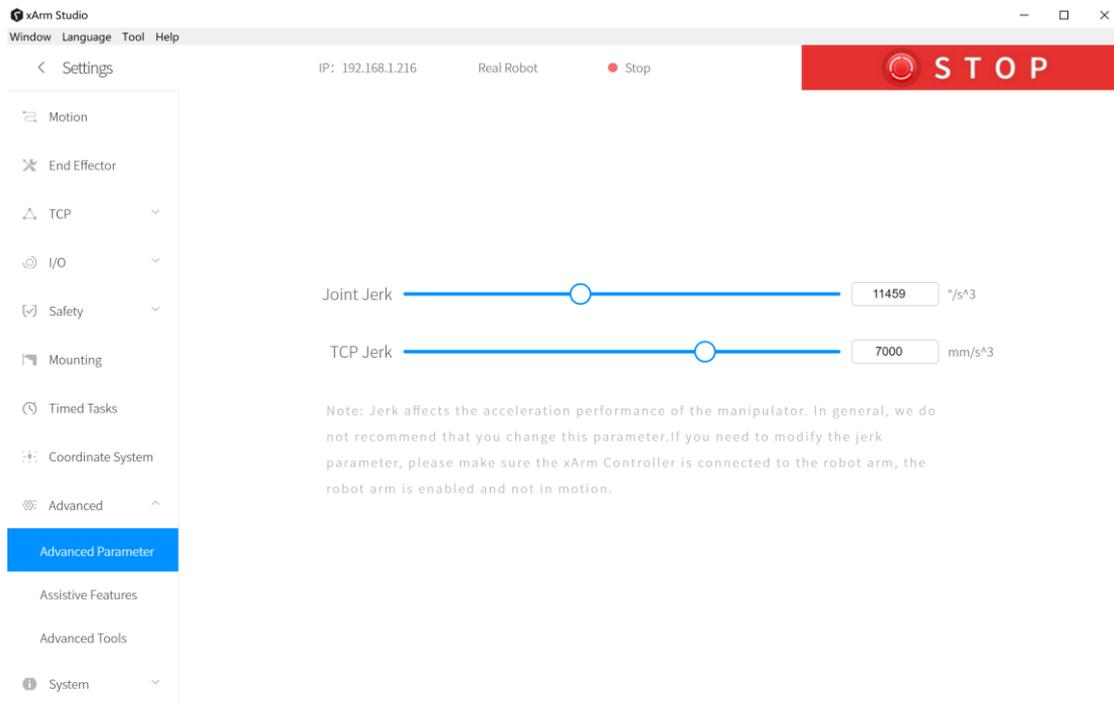 xArm Studio
Window Language Tool Help
Settings
IP: 192.168.1.216 Real Robot Stop
STOP
Motion
End Effector
TCP
I/O
Safety
Mounting
Timed Tasks
Coordinate System
Advanced
Advanced Parameter
Assistive Features
Advanced Tools
System
Joint Jerk 11459 °/s^3
TCP Jerk 7000 mm/s^3
Note: Jerk affects the acceleration performance of the manipulator. In general, we do
not recommend that you change this parameter.If you need to modify the jerk
parameter, please make sure the xArm Controller is connected to the robot arm, the
robot arm is enabled and not in motion.